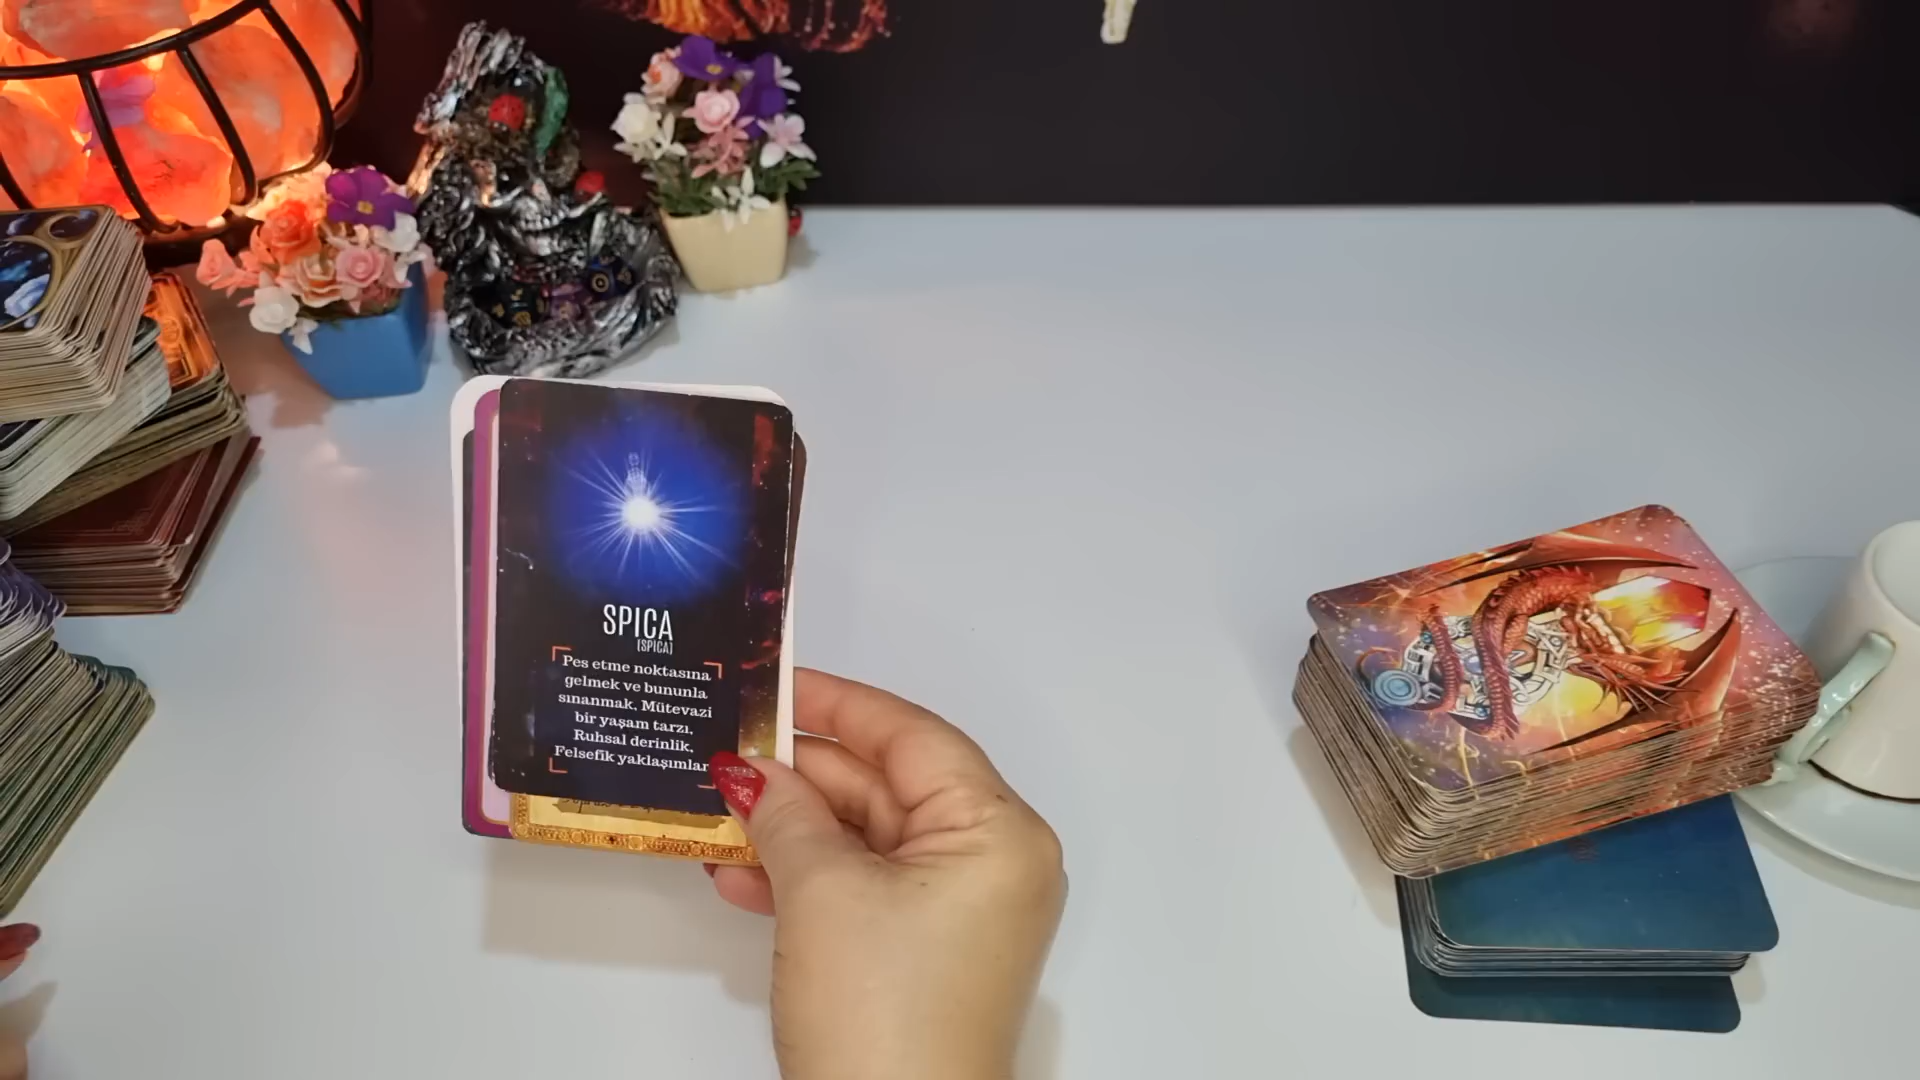 SPICA
[SPICA]
Pes etme noktasına
gelmek ve bununla
sınanmak, Mütevazi
bir yaşam tarzı,
Ruhsal derinlik,
Felsefik yaklaşımlar